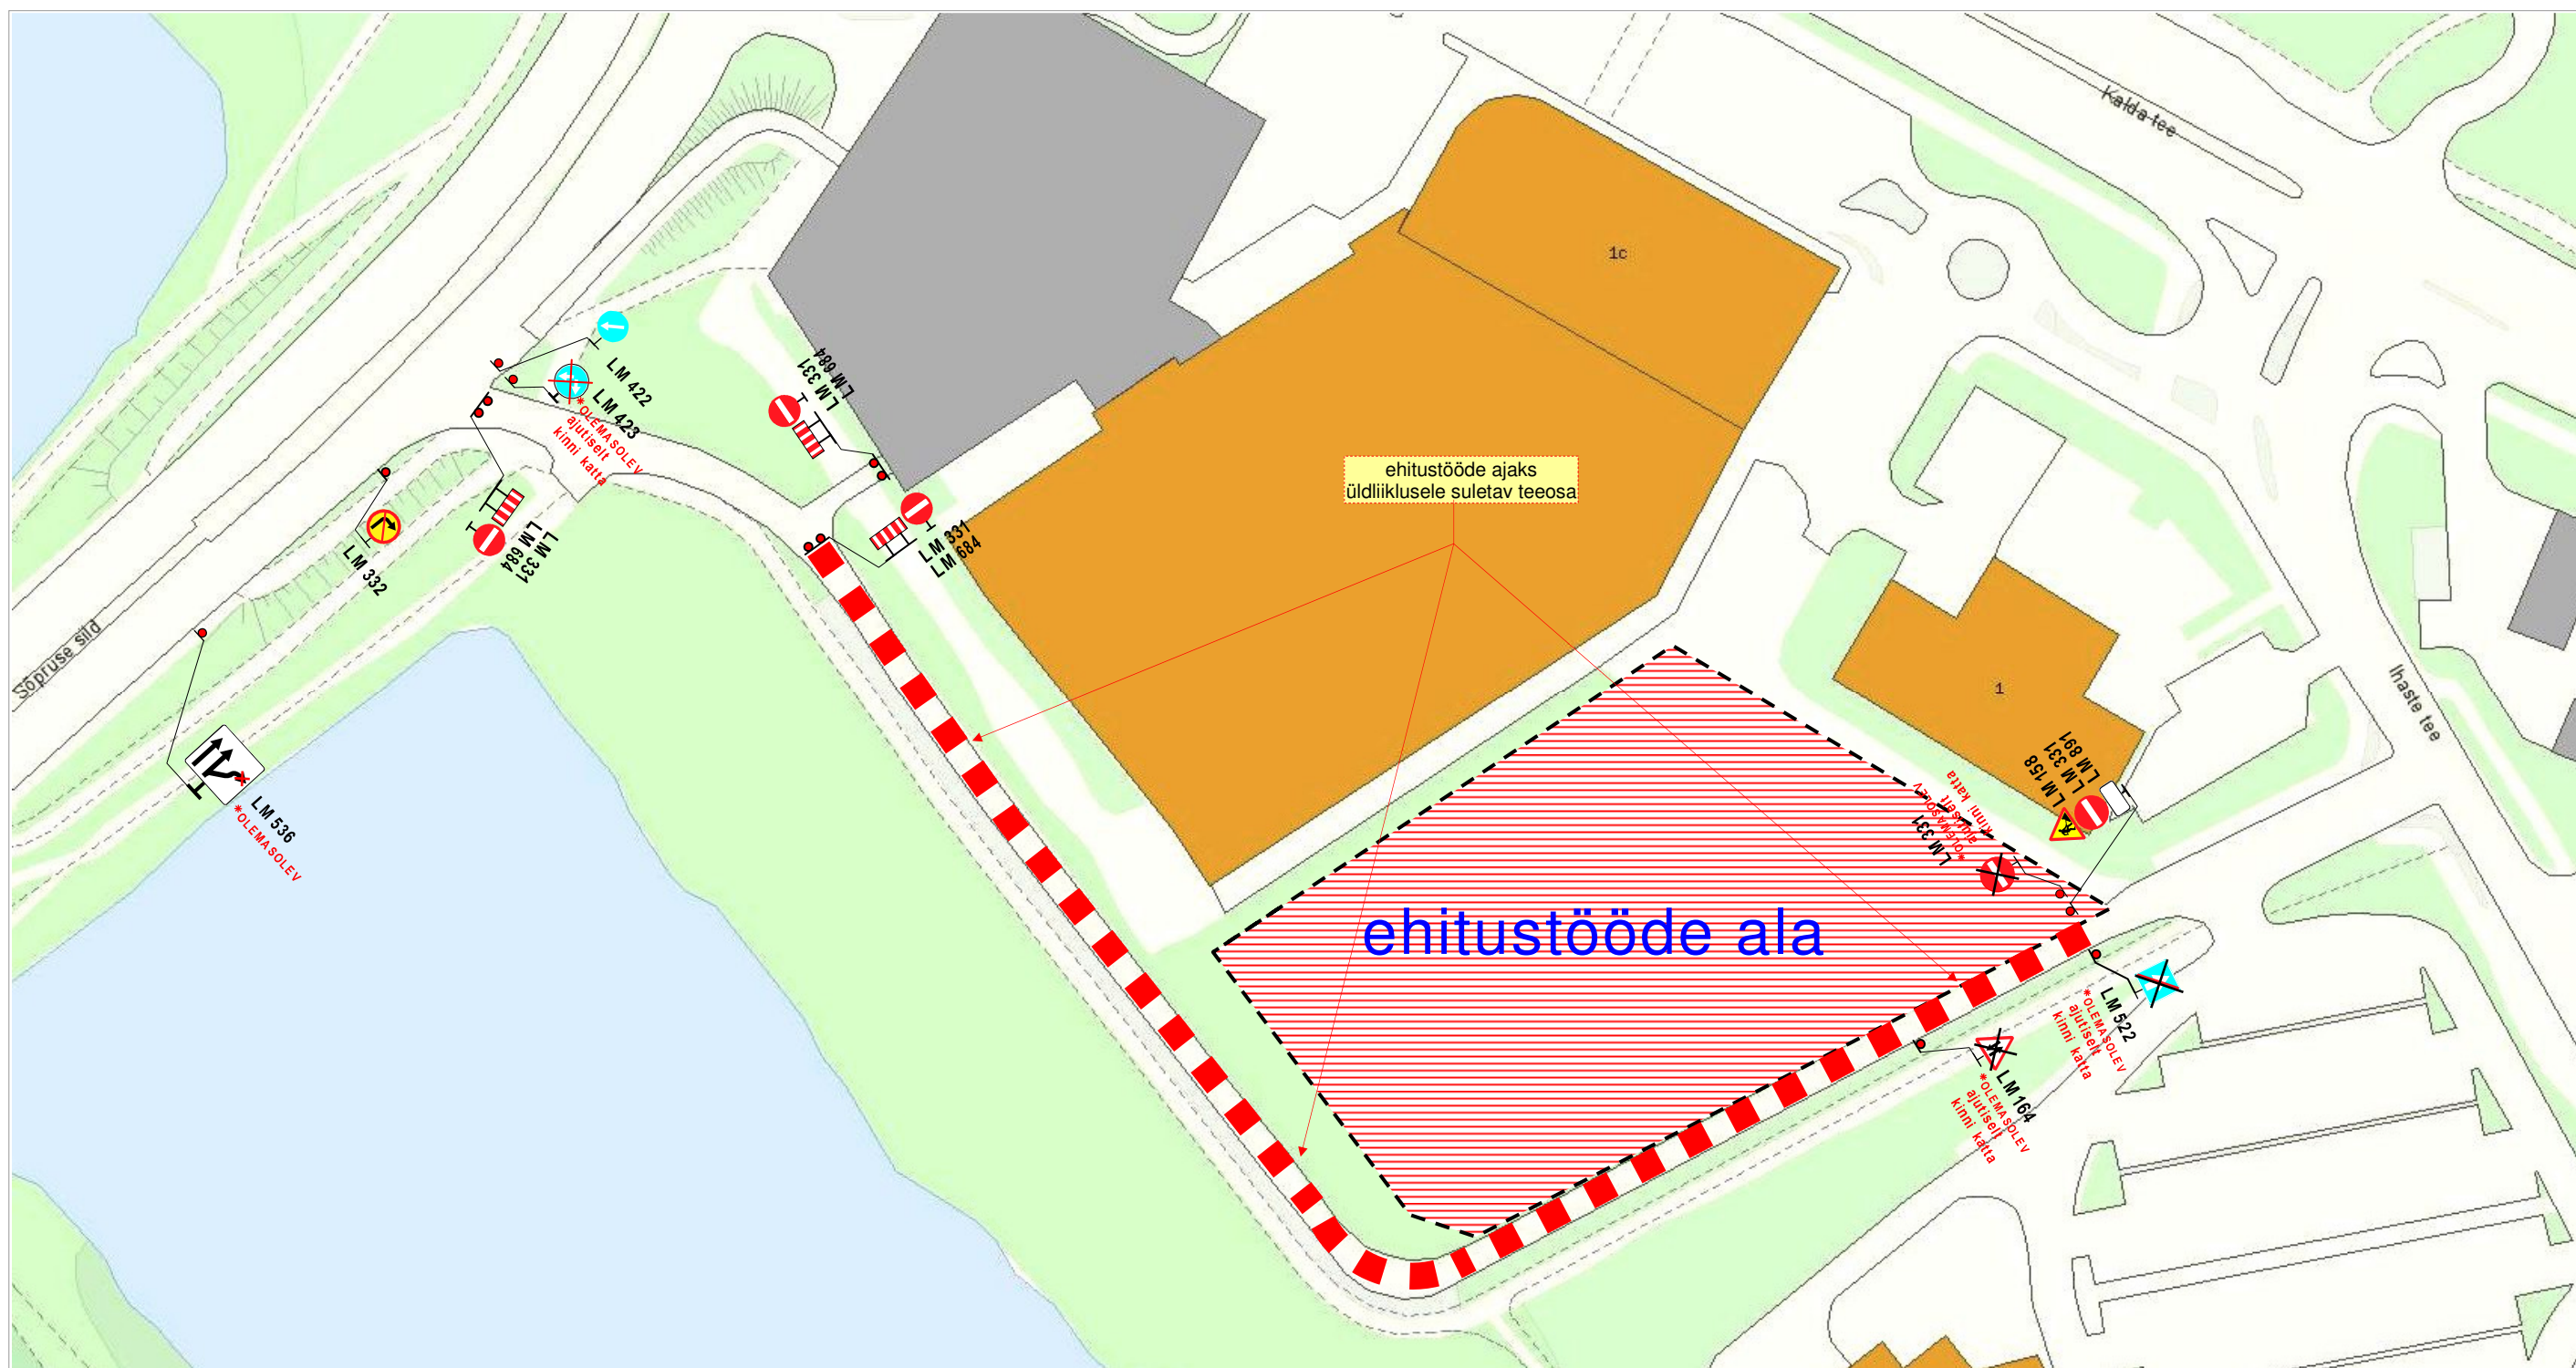 Kalda tee
1c
LM 422
LM 423
*OLEMASOLEV
ajutiselt
kinni katta
LM 684
LM 331
ehitustööde ajaks
üldliiklusele suletav teeosa
LM 332
LM 331
LM 684
LM 331
LM 684
Sõpruse sild
1
Ihaste tee
LM 536
*OLEMASOLEV
LM 891
LM 331
LM 158
LM 331
*OLEMASOLEV
ajutiselt
kinni katta
ehitustööde ala
LM 522
*OLEMASOLEV
ajutiselt
kinni katta
LM 164
*OLEMASOLEV
ajutiselt
kinni katta